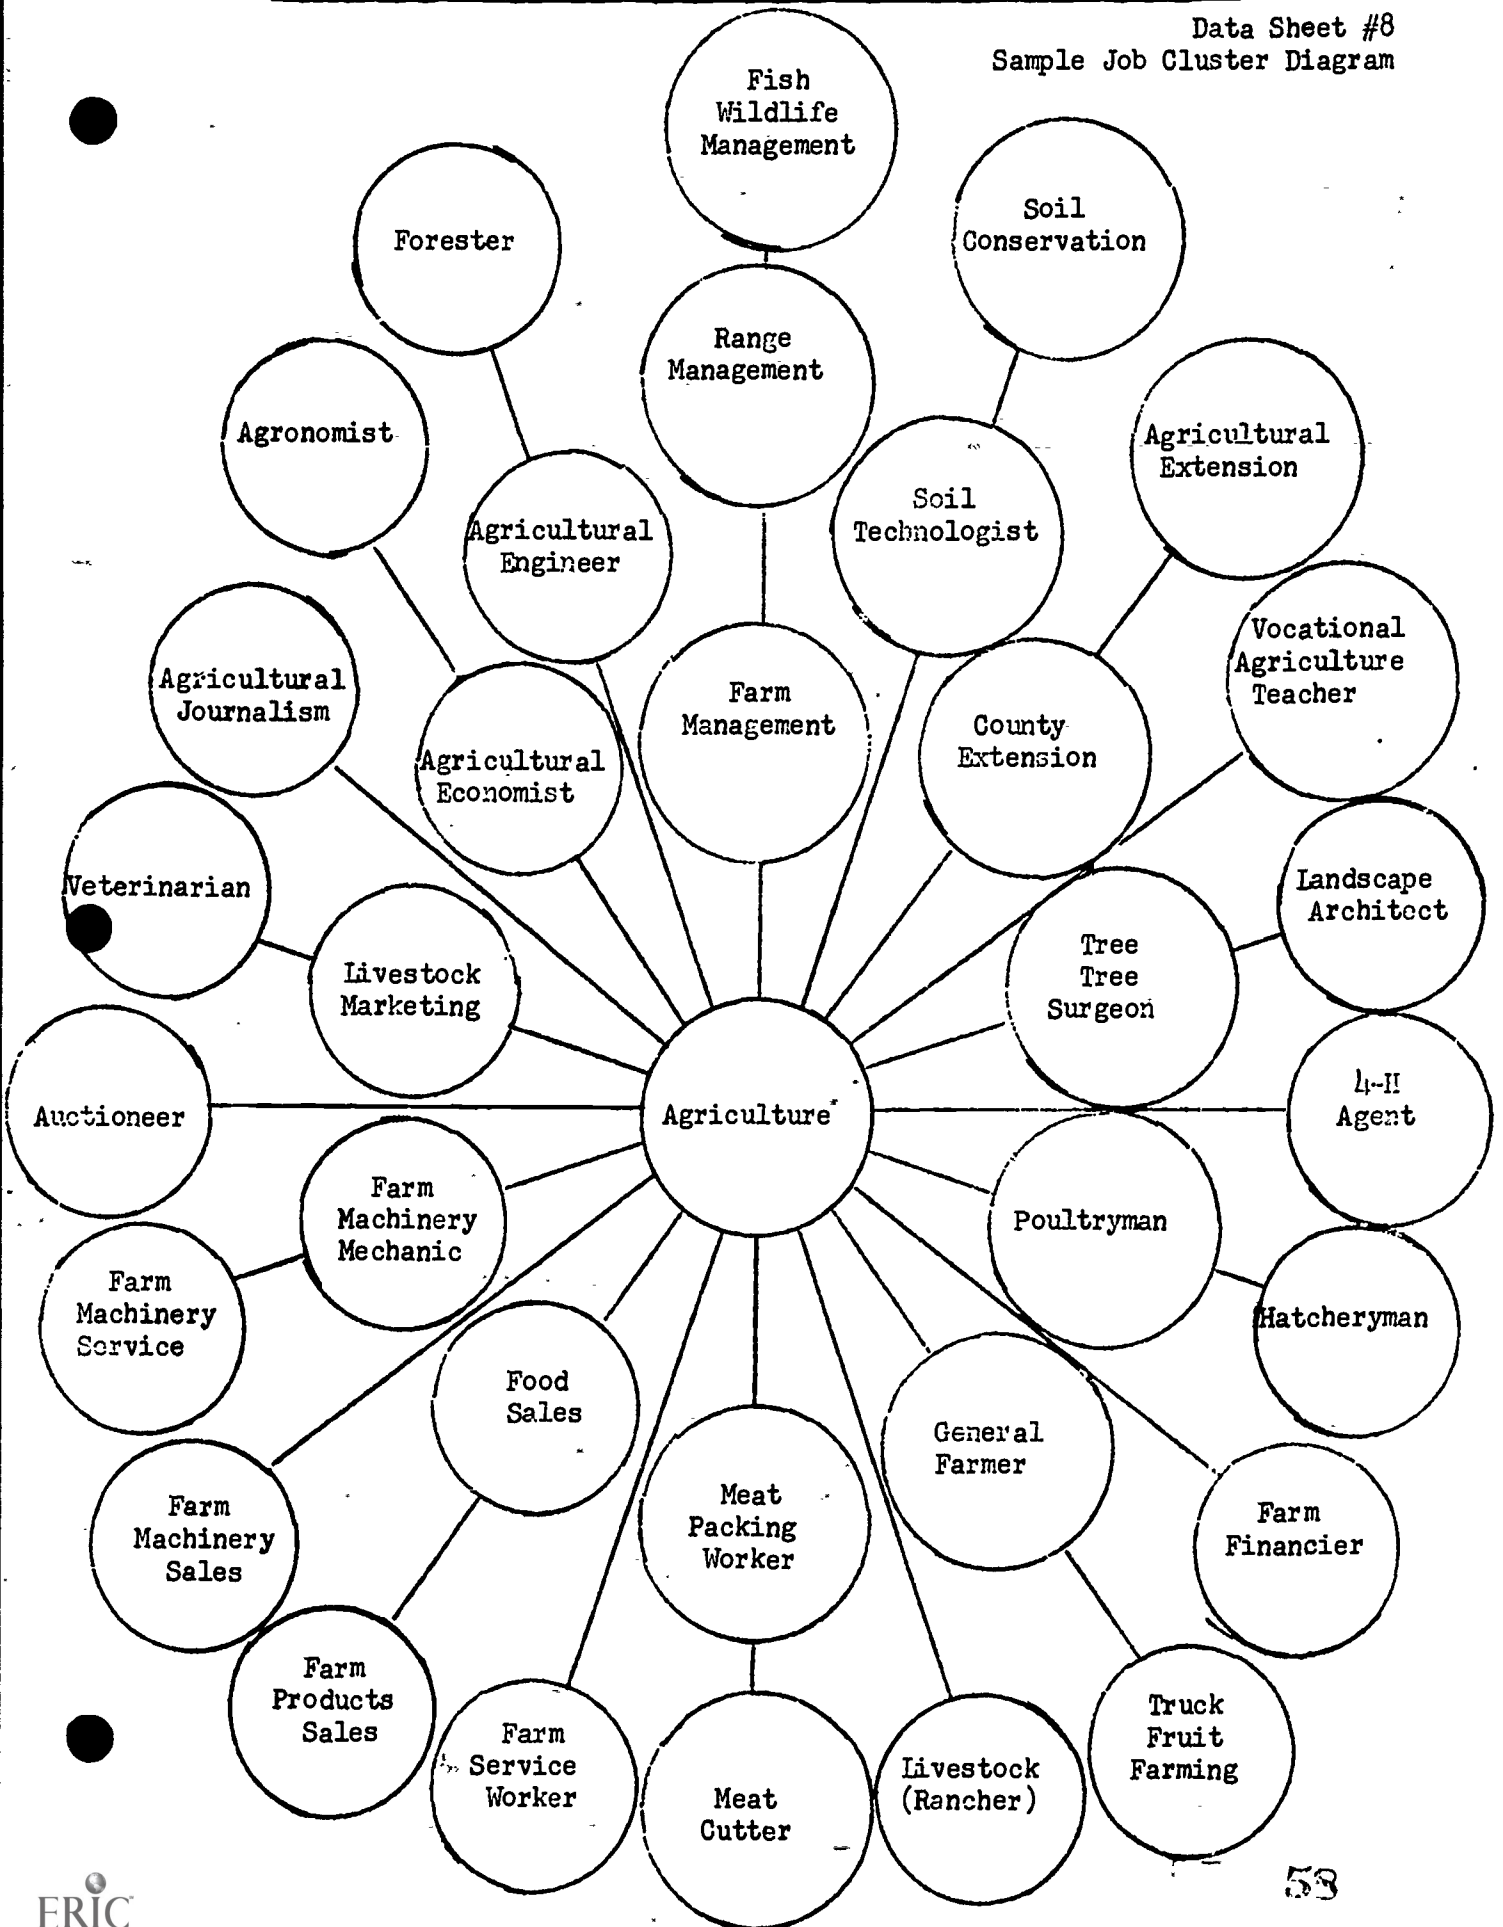 Data Sheet #8
Sample Job Cluster Diagram
Fish
Wildlife
Management
Soil
Conservation
Forester
Range
Management
Agronomist
Agricultural
Extension
Soil
Technologist
Agricultural
Engineer
Vocational
Agriculture
Teacher
Agricultural
Journalism
Farm
Management
County
Extension
Agricultural
Economist
Veterinarian
Landscape
Architect
Livestock
Marketing
Tree
Tree
Surgeon
Auctioneer
Agriculture
4-H
Agent
Farm
Machinery
Mechanic
Poultryman
Farm
Machinery
Service
Hatcheryman
Food
Sales
General
Farmer
Farm
Machinery
Sales
Meat
Packing
Worker
Farm
Financier
Farm
Products
Sales
Farm
Service
Worker
Meat
Cutter
Livestock
(Rancher)
Truck
Fruit
Farming
ERIC